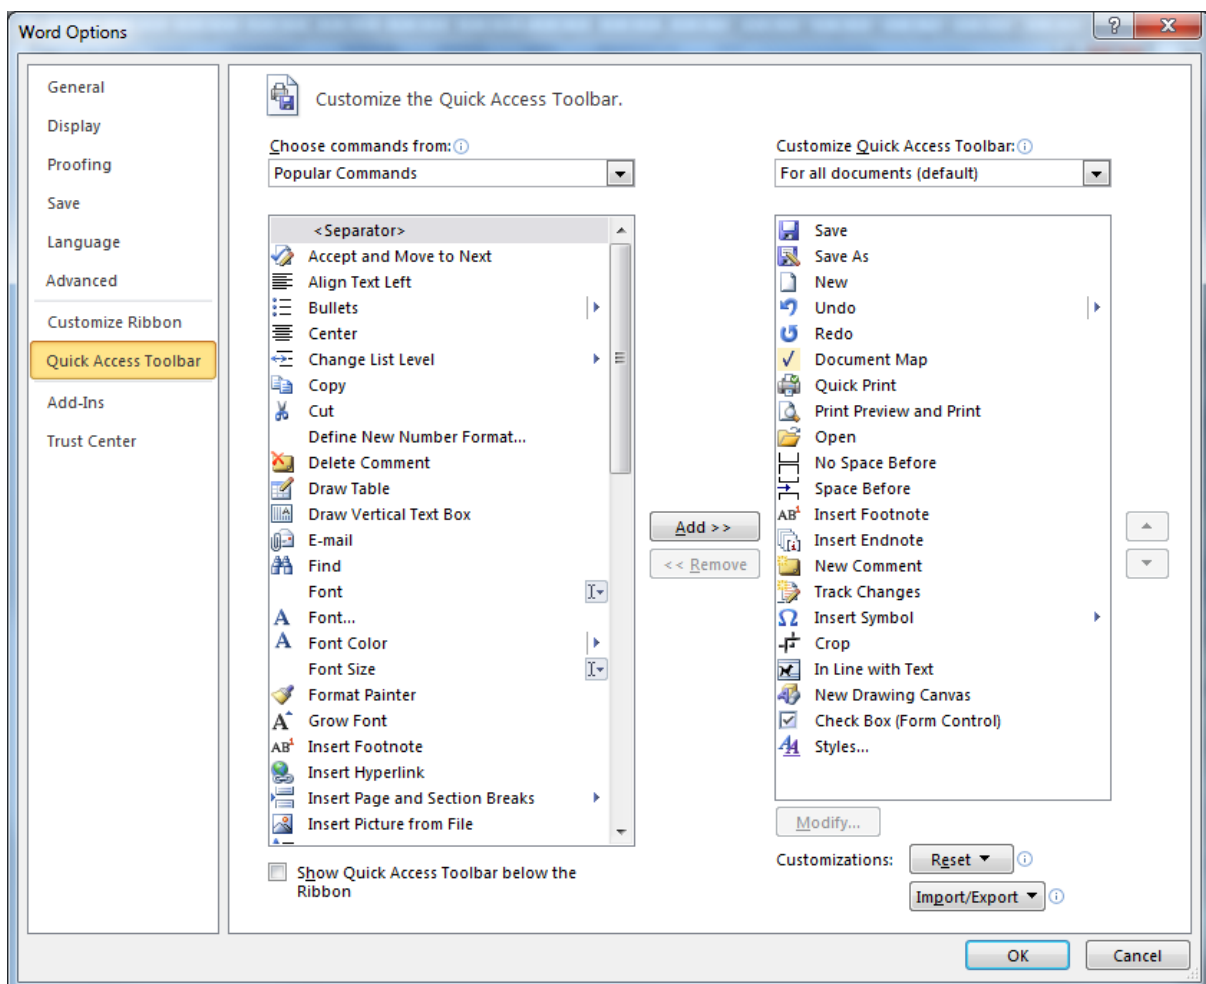 Word Options
General
Display
Proofing
Save
Language
Advanced
Customize Ribbon
Quick Access Toolbar
Add-Ins
Trust Center
Customize the Quick Access Toolbar.
Choose commands from:
Popular Commands
<Separator>
Accept and Move to Next
Align Text Left
Bullets
Center
Change List Level
Copy
Cut
Define New Number Format...
Delete Comment
Draw Table
Draw Vertical Text Box
E-mail
Find
Font
Font...
Font Color
Font Size
Format Painter
Grow Font
Insert Footnote
Insert Hyperlink
Insert Page and Section Breaks
Insert Picture from File
Show Quick Access Toolbar below the
Ribbon
Add >>
<< Remove
Customize Quick Access Toolbar:
For all documents (default)
Save
Save As
New
Undo
Redo
Document Map
Quick Print
Print Preview and Print
Open
No Space Before
Space Before
Insert Footnote
Insert Endnote
New Comment
Track Changes
Insert Symbol
Crop
In Line with Text
New Drawing Canvas
Check Box (Form Control)
Styles...
Modify...
Customizations:
Reset
Import/Export
OK
Cancel